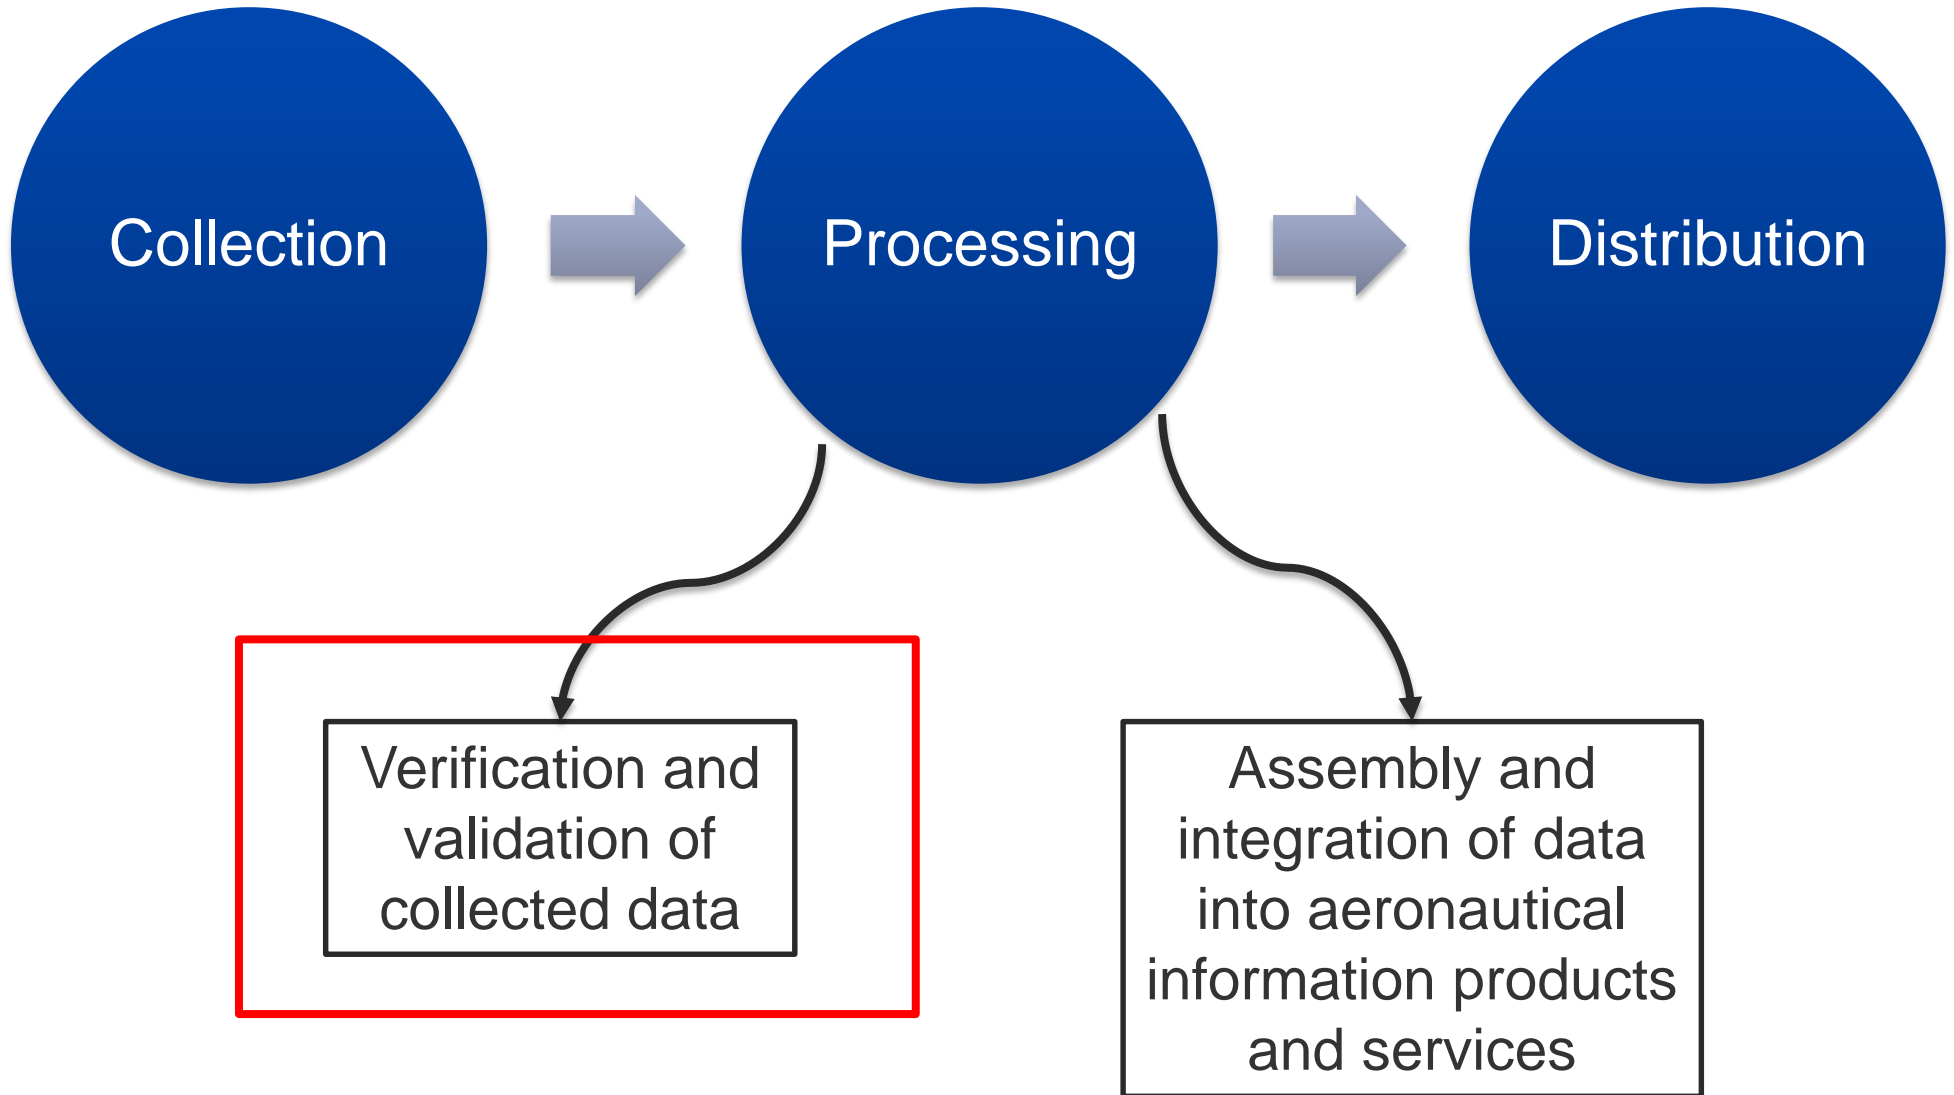 Collection
Processing
Distribution
Verification and
validation of
collected data
Assembly and
integration of data
into aeronautical
information products
and services